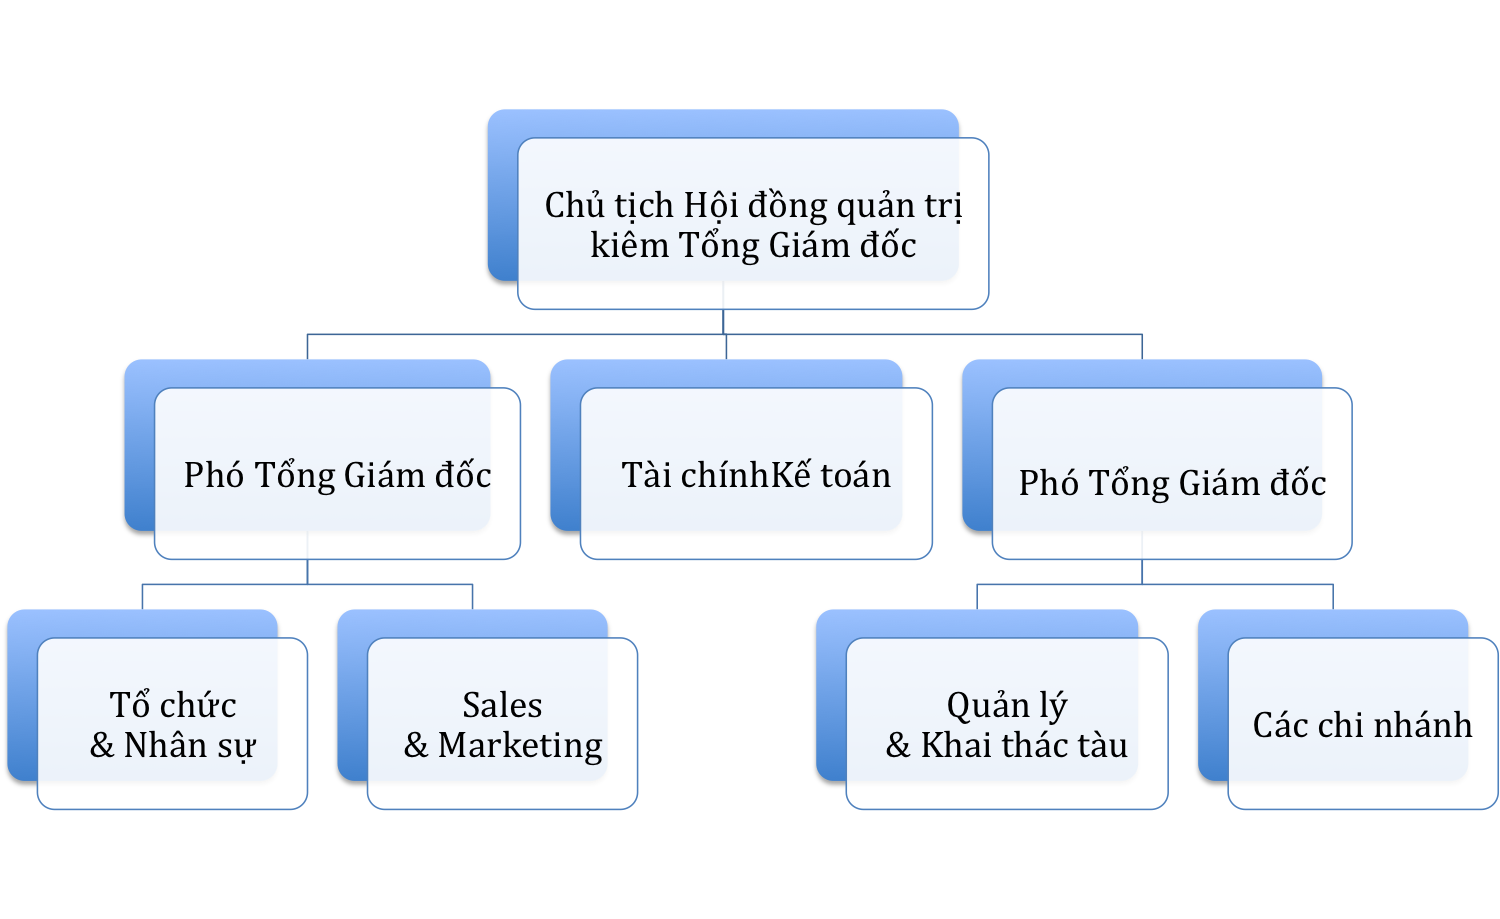 Chủ tịch Hội đồng quản trị
kiêm Tổng Giám đốc
Phó Tổng Giám đốc
Tài chínhKế toán
Phó Tổng Giám đốc
Tổ chức
& Nhân sự
Sales
& Marketing
Quản lý
& Khai thác tàu
Các chi nhánh